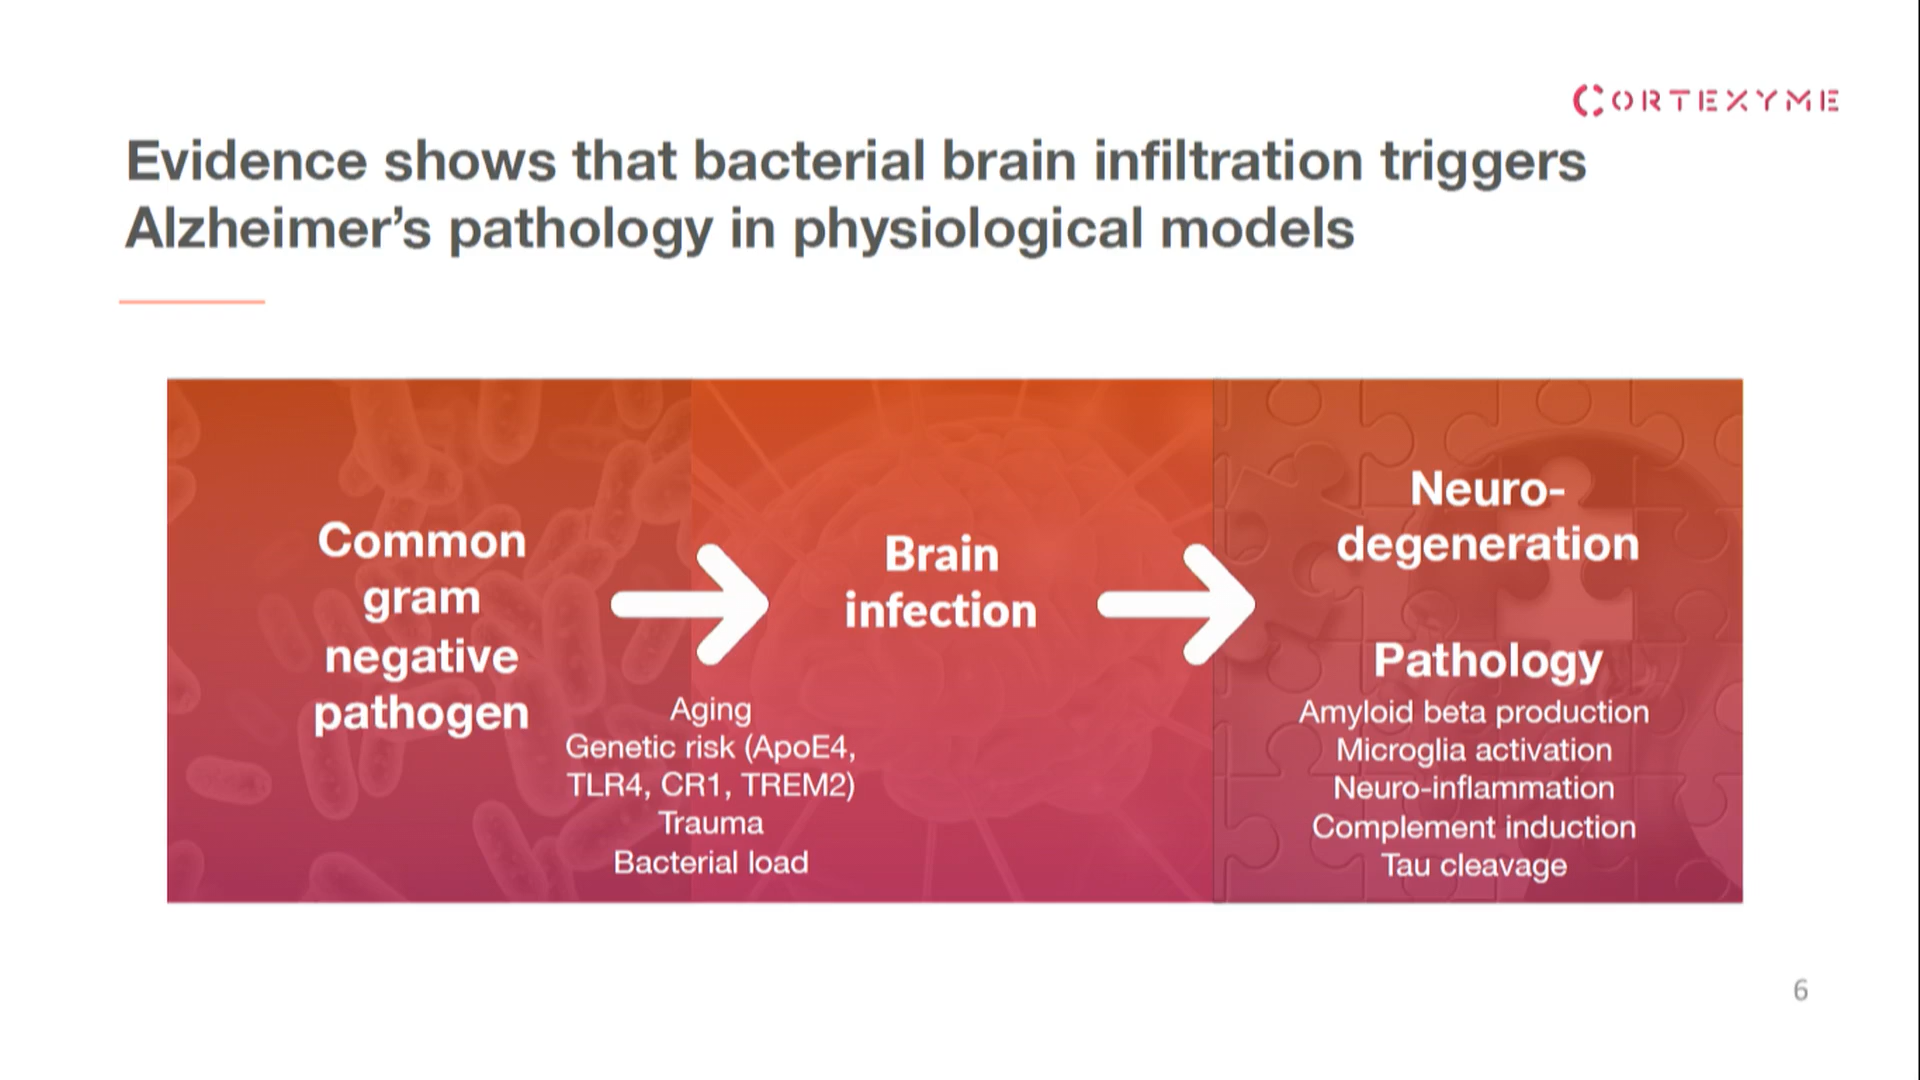 CORTEXYME
Evidence shows that bacterial brain infiltration triggers
Alzheimer’s pathology in physiological models
Common
gram
negative
pathogen
Aging
Genetic risk (ApoE4,
TLR4, CR1, TREM2)
Trauma
Bacterial load
Brain
infection
Neuro-
degeneration
Pathology
Amyloid beta production
Microglia activation
Neuro-inflammation
Complement induction
Tau cleavage
6